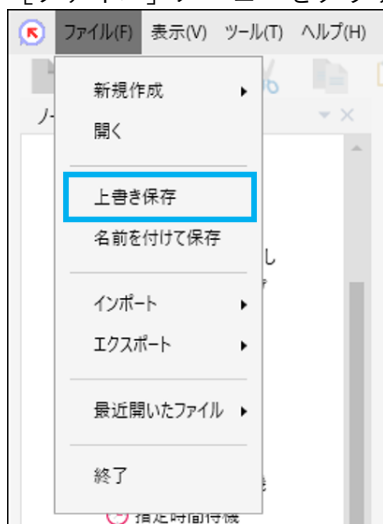 ファイル(F) 表示(V) ツール(T) ヘルプ(H)
新規作成
開く
上書き保存
名前を付けて保存
インポート
エクスポート
最近開いたファイル
終了
指定時間待機